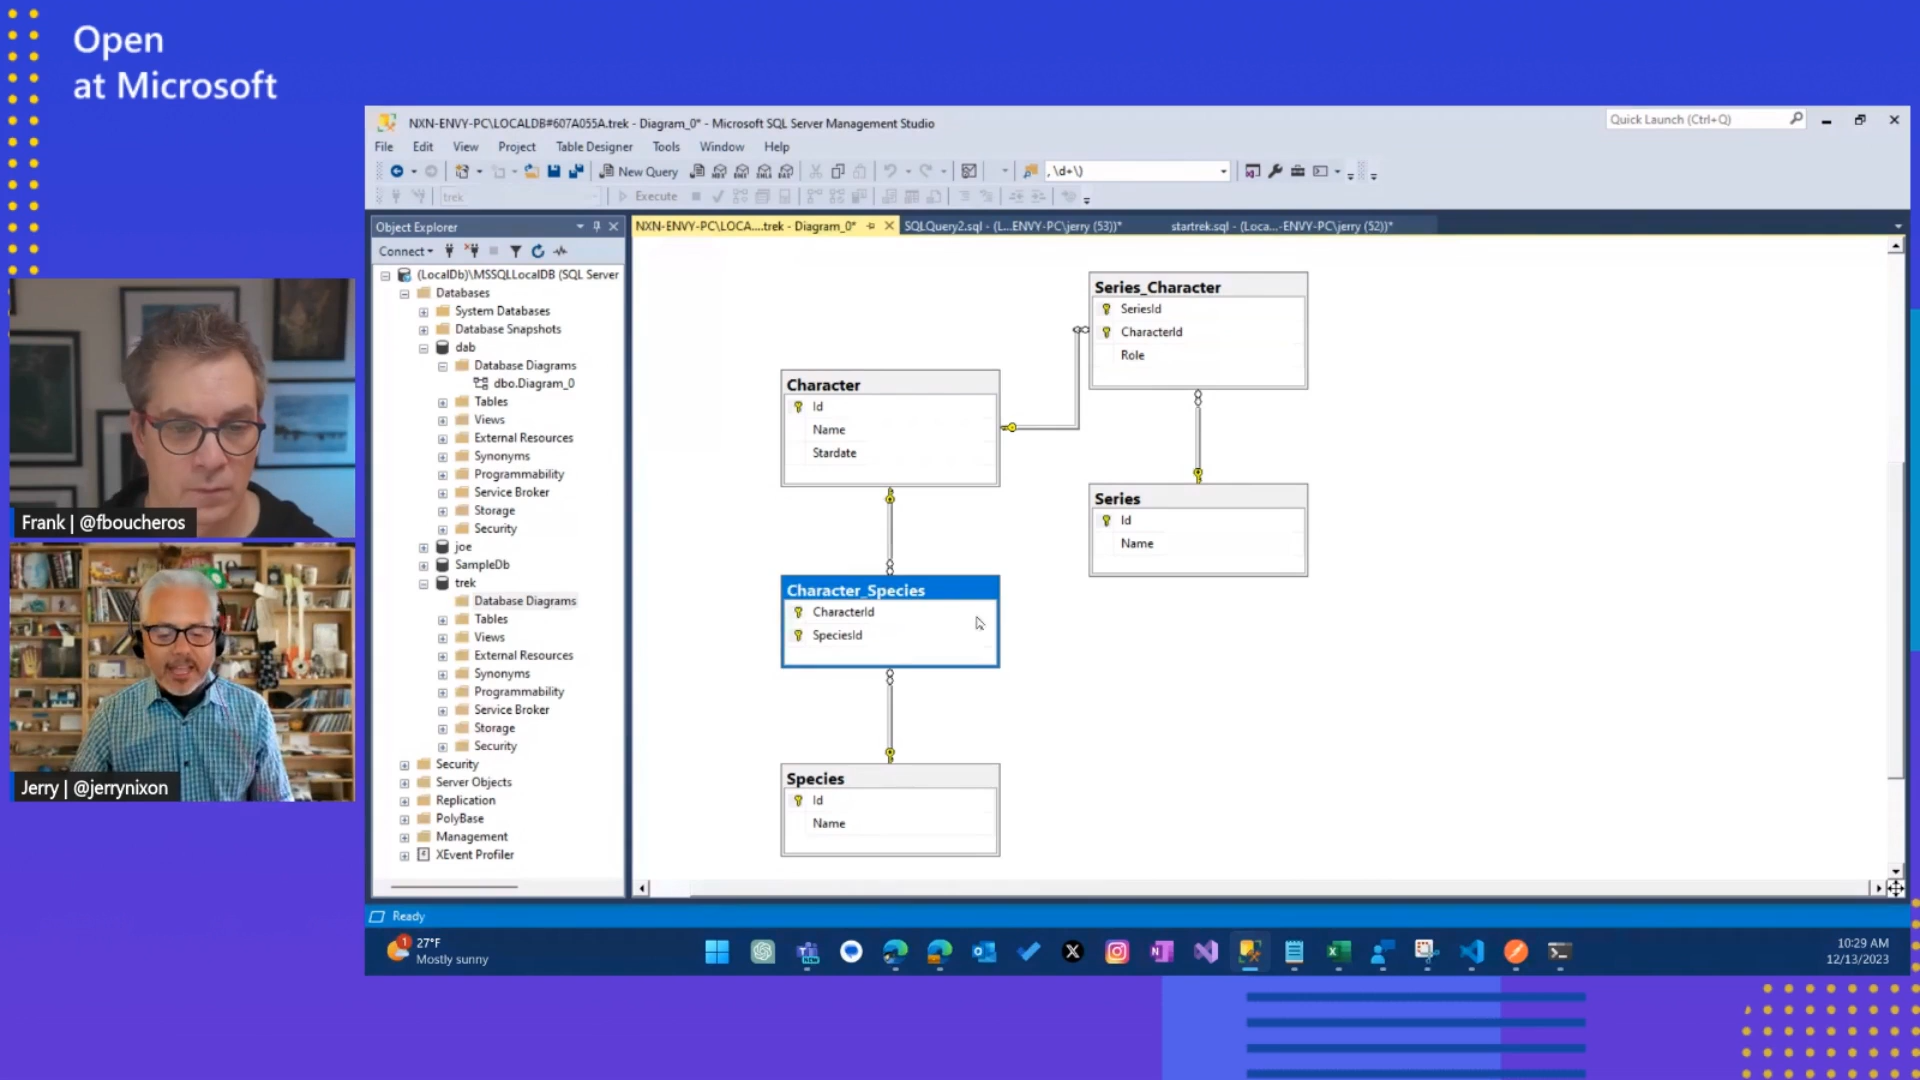 Open
at Microsoft
NXN-ENVY-PC\LOCALDB#607A055A.trek - Diagram_0* - Microsoft SQL Server Management Studio
Quick Launch (Ctrl+Q)
File Edit View Project Table Designer Tools Window Help
New Query
,\d+\)
trek
Execute
Object Explorer
NXN-ENVY-PC\LOCA....trek - Diagram_0*
SQLQuery2.sql - (L...ENVY-PC\jerry (53))*
startrek.sql - (Loca...-ENVY-PC\jerry (52))*
Connect
(LocalDb)\MSSQLLocalDB (SQL Server
Databases
System Databases
Database Snapshots
dab
Database Diagrams
dbo.Diagram_0
Tables
Views
External Resources
Synonyms
Programmability
Service Broker
Storage
Security
joe
SampleDb
trek
Database Diagrams
Tables
Views
External Resources
Synonyms
Programmability
Service Broker
Storage
Security
Security
Server Objects
Replication
PolyBase
Management
XEvent Profiler
Series_Character
SeriesId
CharacterId
Role
Character
Id
Name
Stardate
Series
Id
Name
Character_Species
CharacterId
SpeciesId
Species
Id
Name
Frank | @fboucheros
Jerry | @jerrynixon
Ready
1
27°F
Mostly sunny
10:29 AM
12/13/2023